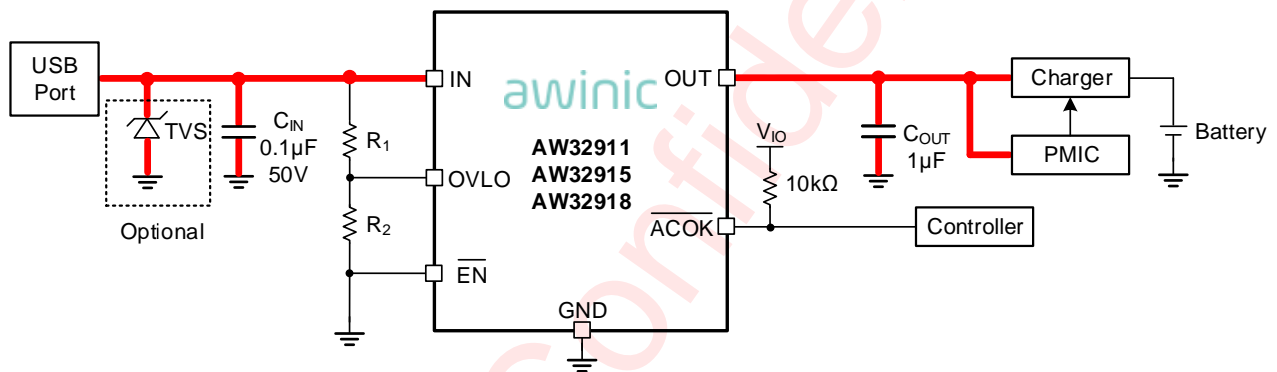 USB
Port
TVS
Optional
CIN
0.1µF
50V
R1
R2
IN
OVLO
EN
awinic
AW32911
AW32915
AW32918
GND
OUT
ACOK
VIO
10kΩ
COUT
1µF
Charger
PMIC
Battery
Controller
Confide